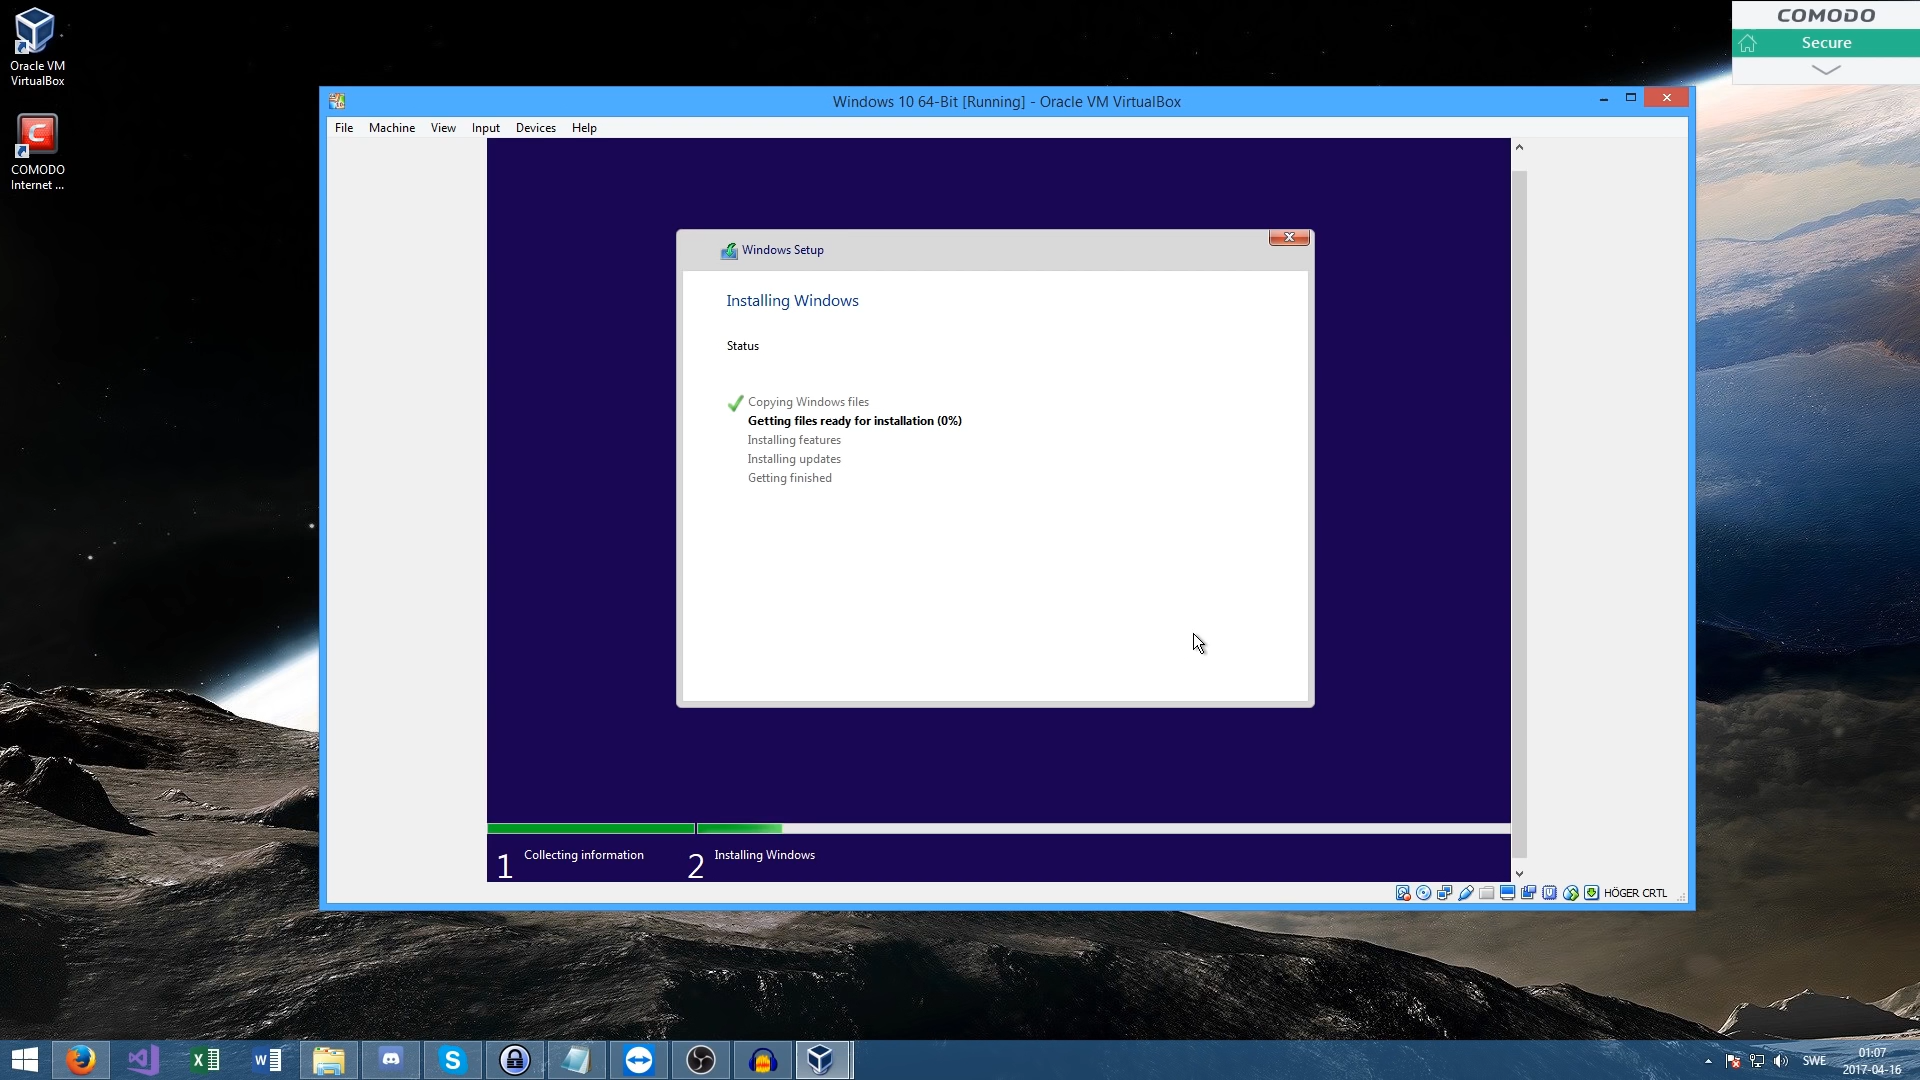 Oracle VM
VirtualBox
COMODO
Internet ...
COMODO
Secure
Windows 10 64-Bit [Running] - Oracle VM VirtualBox
File Machine View Input Devices Help
Windows Setup
Installing Windows
Status
Copying Windows files
Getting files ready for installation (0%)
Installing features
Installing updates
Getting finished
1 Collecting information 2 Installing Windows
HÖGER CRTL
SWE
01:07
2017-04-16